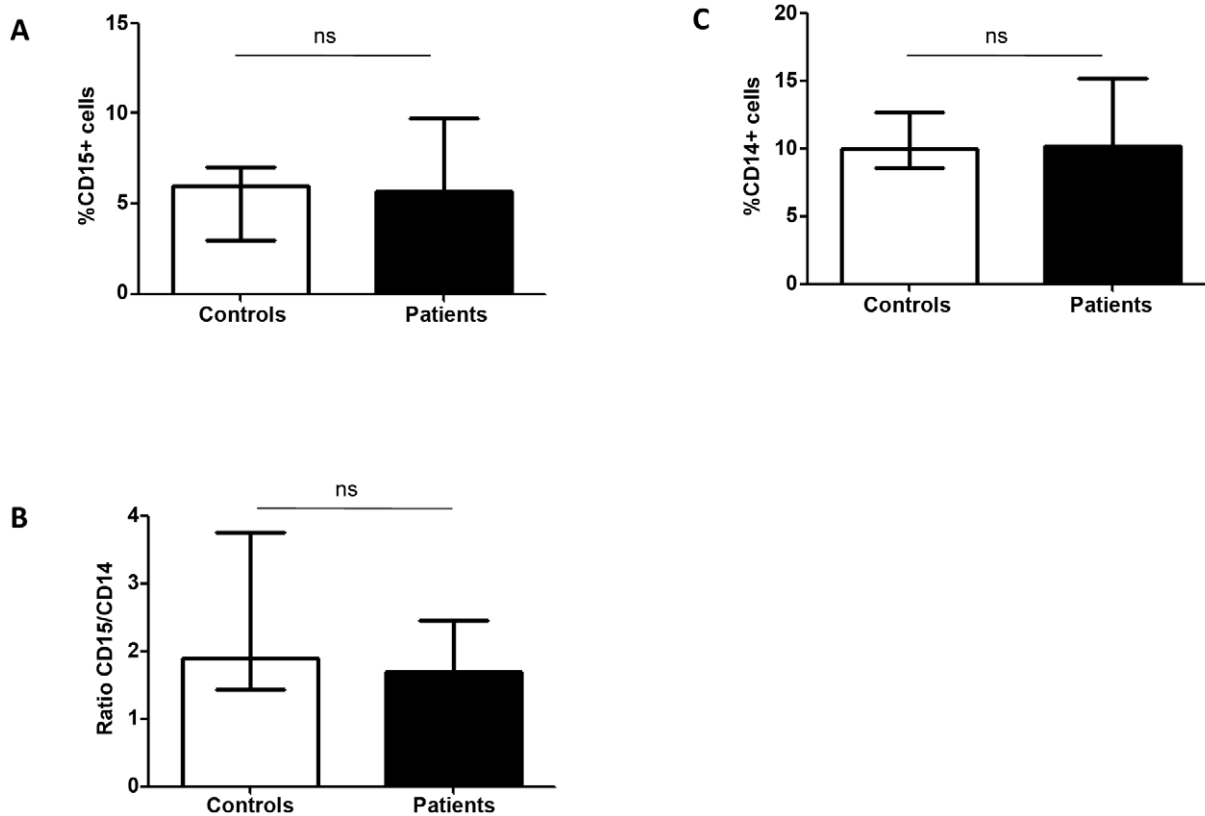 A
ns
15
10
5
0
%CD15+ cells
Controls Patients
C
ns
20
15
10
5
0
%CD14+ cells
Controls Patients
B
ns
4
3
2
1
0
Ratio CD15/CD14
Controls Patients